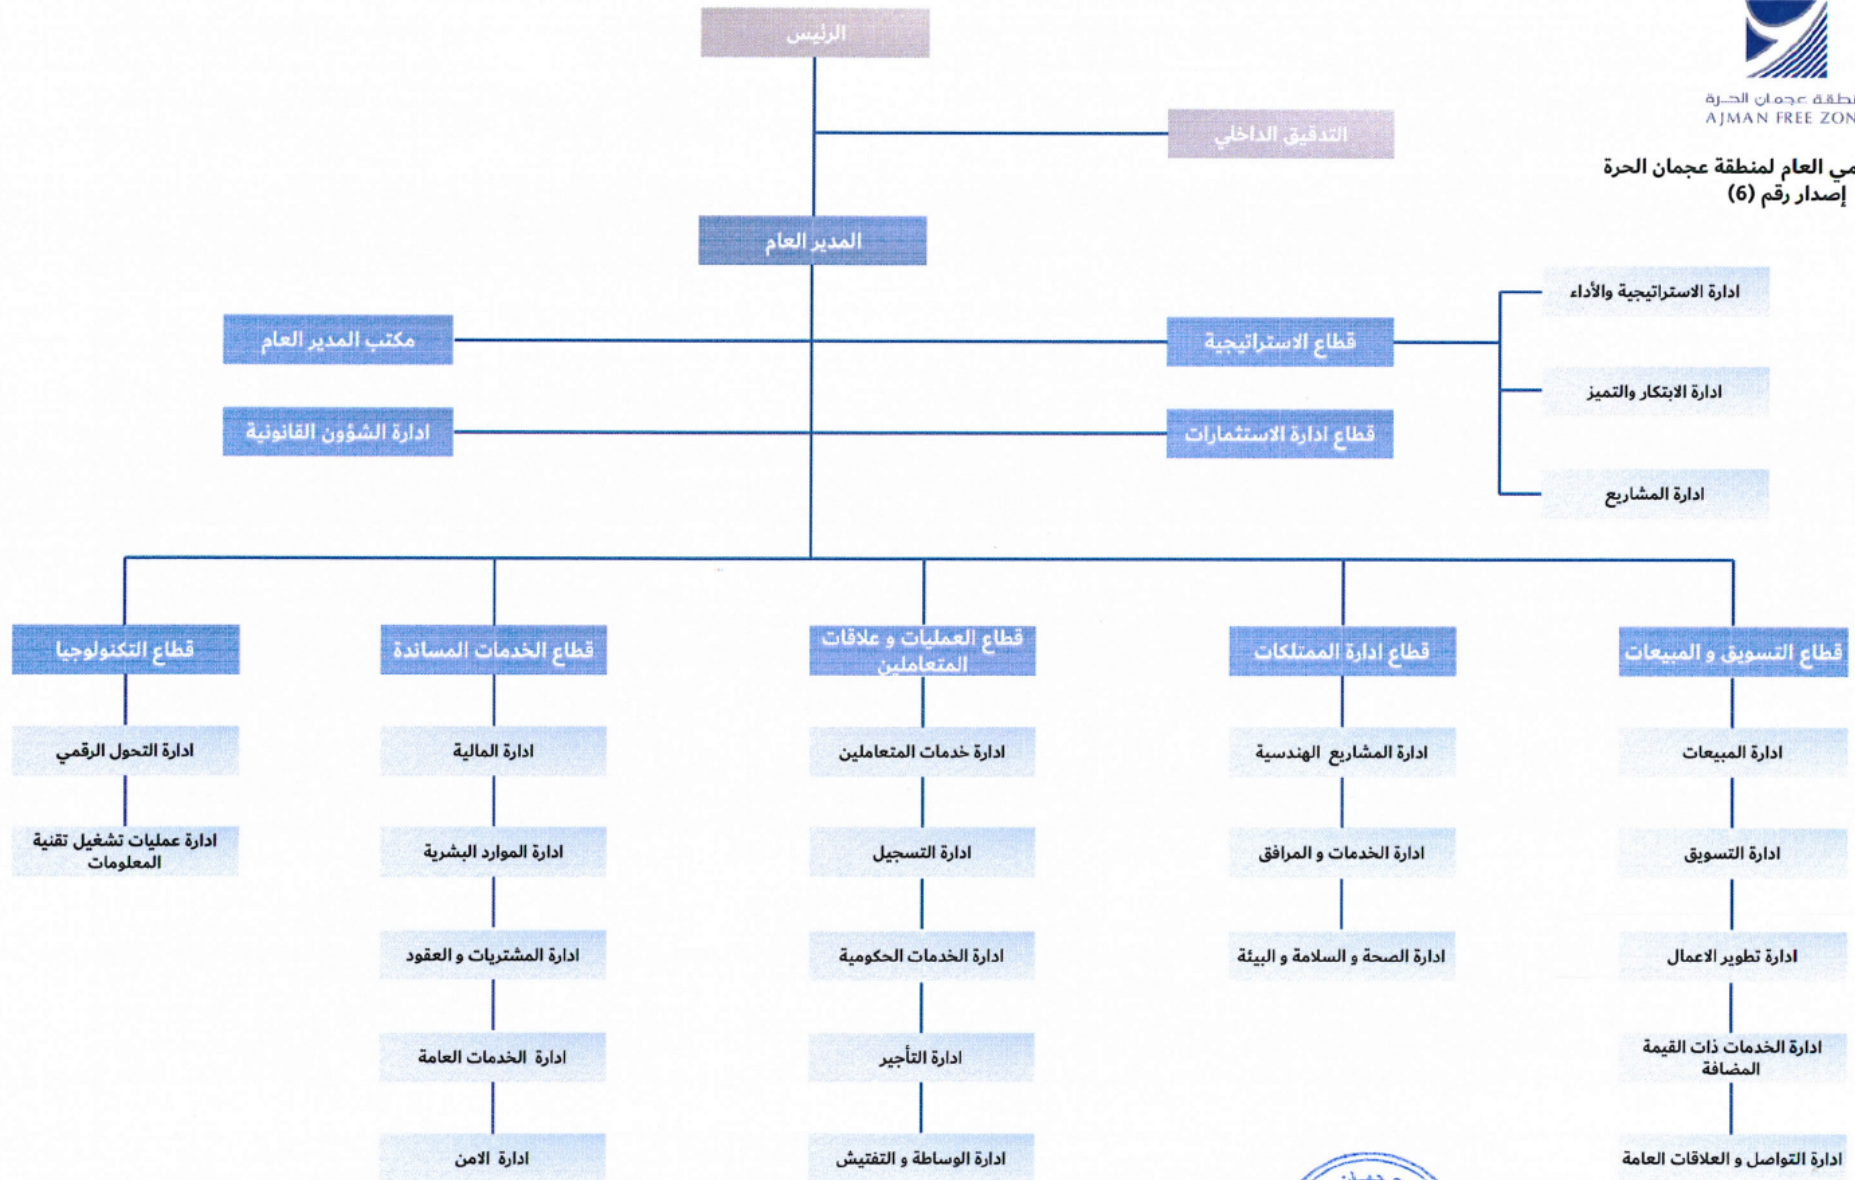 الرئيس
AJMAN FREE ZON
التدقيق الداخلي
العام لمنطقة عجمان الحرة
إصدار رقم (6)
المدير العام
ادارة الاستراتيجية والأداء
قطاع الاستراتيجية
مكتب المدير العام
ادارة الابتكار والتميز
قطاع ادارة الاستثمارات
ادارة الشؤون القانونية
ادارة المشاريع
قطاع التسويق و المبيعات
قطاع ادارة الممتلكات
قطاع العمليات و علاقات
المتعاملين
قطاع الخدمات المساندة
قطاع التكنولوجيا
ادارة المبيعات
ادارة المشاريع الهندسية
ادارة خدمات المتعاملين
ادارة المالية
ادارة التحول الرقمي
ادارة التسويق
ادارة الخدمات و المرافق
ادارة التسجيل
ادارة الموارد البشرية
ادارة عمليات تشغيل تقنية
المعلومات
ادارة تطوير الاعمال
ادارة الصحة و السلامة و البيئة
ادارة الخدمات الحكومية
ادارة المشتريات و العقود
ادارة الخدمات ذات القيمة
المضافة
ادارة التأجير
ادارة الخدمات العامة
ادارة التواصل و العلاقات العامة
ادارة الوساطة و التفتيش
ادارة الامن